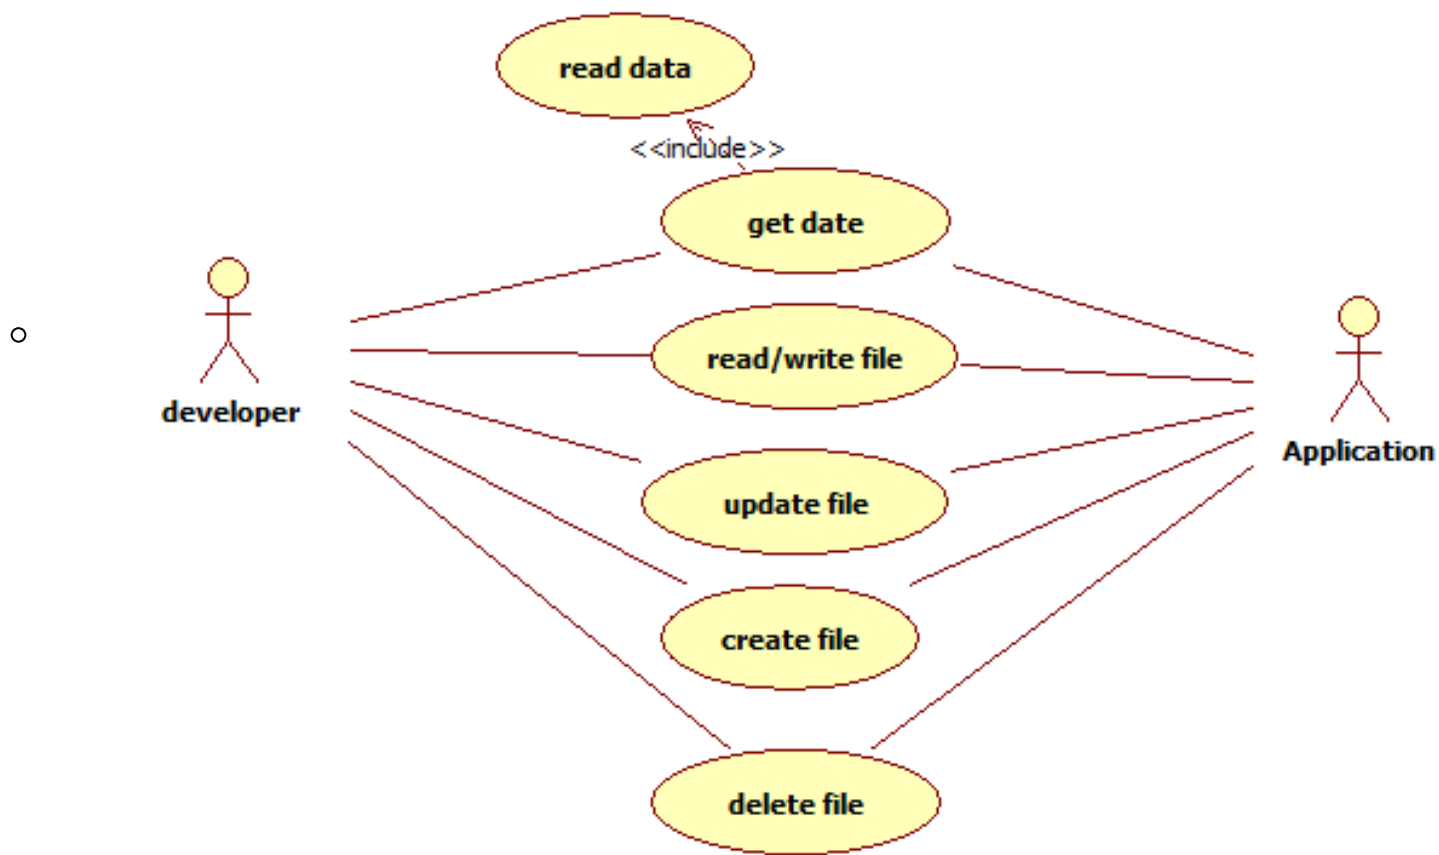 read data
<<include>>
get date
read/write file
developer
Application
update file
create file
delete file